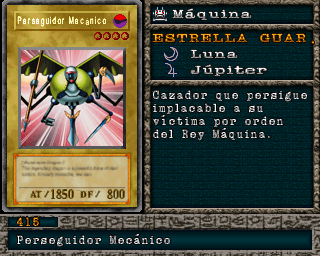 Perseguidor Mecánico
AT/1850 DF/ 800
Máquina
ESTRELLA GUAR.
Luna
Júpiter
Cazador que persigue
implacable a su
víctima por orden
del Rey Máquina.
415
Perseguidor Mecánico